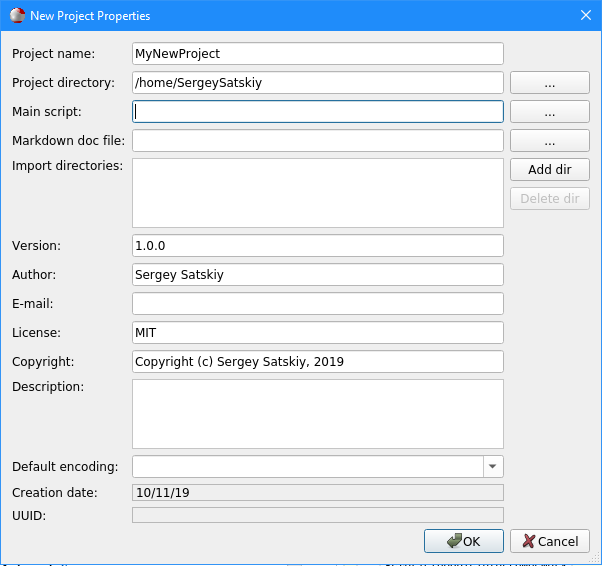 New Project Properties
Project name: MyNewProject
Project directory: /home/SergeySatskiy ...
Main script: ...
Markdown doc file: ...
Import directories: Add dir
Delete dir
Version: 1.0.0
Author: Sergey Satskiy
E-mail:
License: MIT
Copyright: Copyright (c) Sergey Satskiy, 2019
Description:
Default encoding:
Creation date: 10/11/19
UUID:
OK Cancel